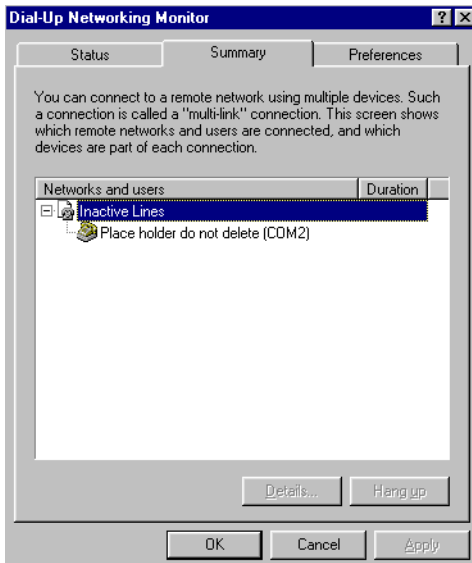 Dial-Up Networking Monitor
Status Summary Preferences
You can connect to a remote network using multiple devices. Such
a connection is called a "multi-link" connection. This screen shows
which remote networks and users are connected, and which
devices are part of each connection.
Networks and users Duration
Inactive Lines
Place holder do not delete (COM2)
Details... Hang up
OK Cancel Apply